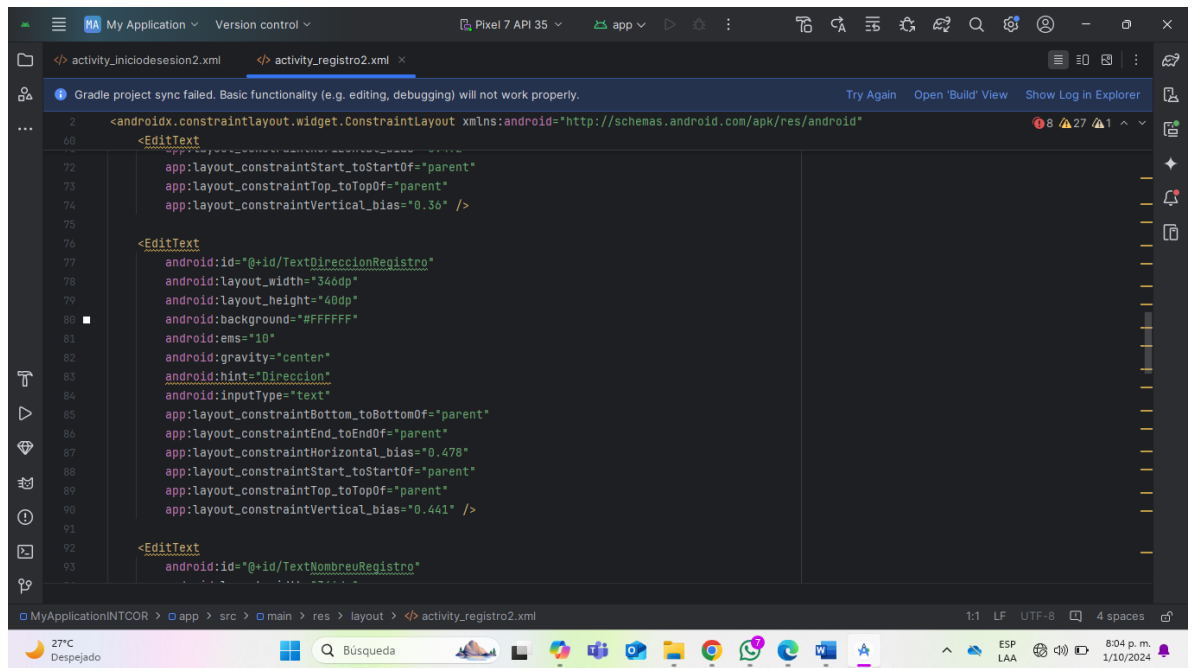 MA My Application Version control Pixel 7 API 35 app
activity_iniciodesesion2.xml activity_registro2.xml
Gradle project sync failed. Basic functionality (e.g. editing, debugging) will not work properly. Try Again Open 'Build' View Show Log in Explorer
2 <androidx.constraintlayout.widget.ConstraintLayout xmlns:android="http://schemas.android.com/apk/res/android" 8 27 1
60 <EditText
72 app:layout_constraintStart_toStartOf="parent"
73 app:layout_constraintTop_toTopOf="parent"
74 app:layout_constraintVertical_bias="0.36" />
75
76 <EditText
77 android:id="@+id/TextDireccionRegistro"
78 android:layout_width="346dp"
79 android:layout_height="40dp"
80 android:background="#FFFFFF"
81 android:ems="10"
82 android:gravity="center"
83 android:hint="Direccion"
84 android:inputType="text"
85 app:layout_constraintBottom_toBottomOf="parent"
86 app:layout_constraintEnd_toEndOf="parent"
87 app:layout_constraintHorizontal_bias="0.478"
88 app:layout_constraintStart_toStartOf="parent"
89 app:layout_constraintTop_toTopOf="parent"
90 app:layout_constraintVertical_bias="0.441" />
91
92 <EditText
93 android:id="@+id/TextNombreuRegistro"
MyApplicationINTCOR > app > src > main > res > layout > activity_registro2.xml 1:1 LF UTF-8 4 spaces
27°C
Despejado
Búsqueda
ESP
LAA
8:04 p. m.
1/10/2024